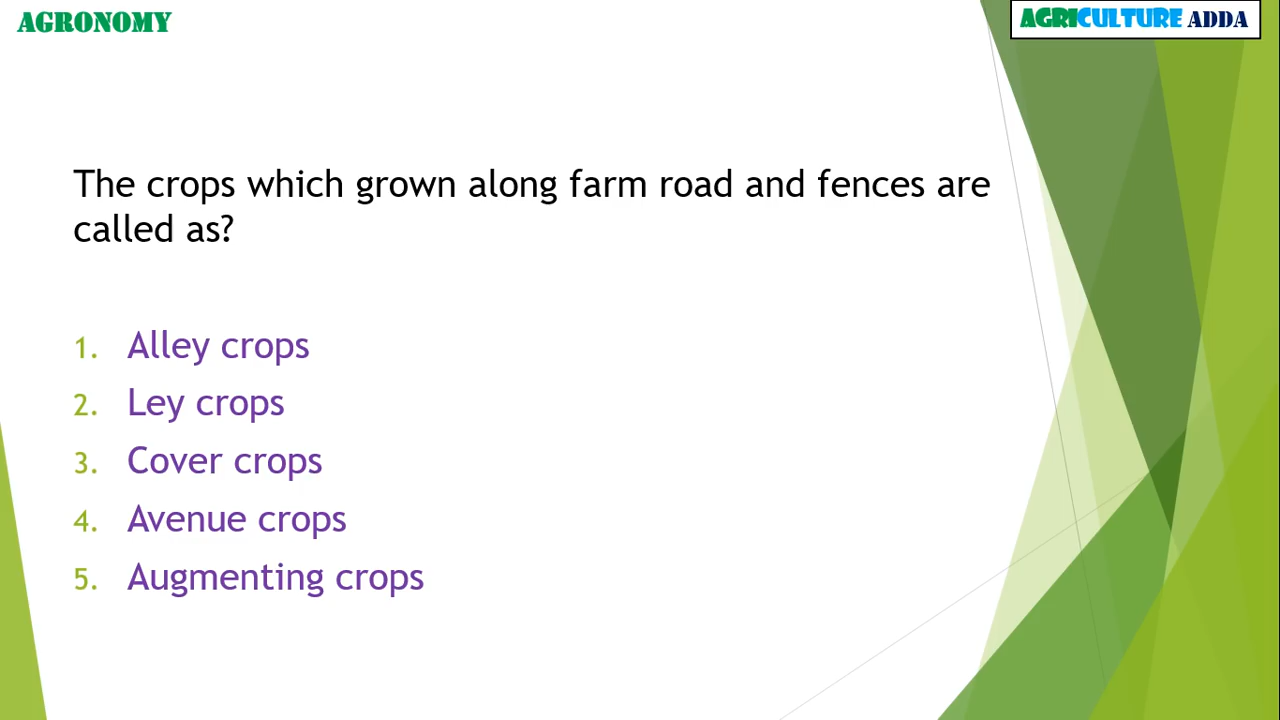 AGRONOMY
AGRICULTURE ADDA
The crops which grown along farm road and fences are
called as?
1. Alley crops
2. Ley crops
3. Cover crops
4. Avenue crops
5. Augmenting crops